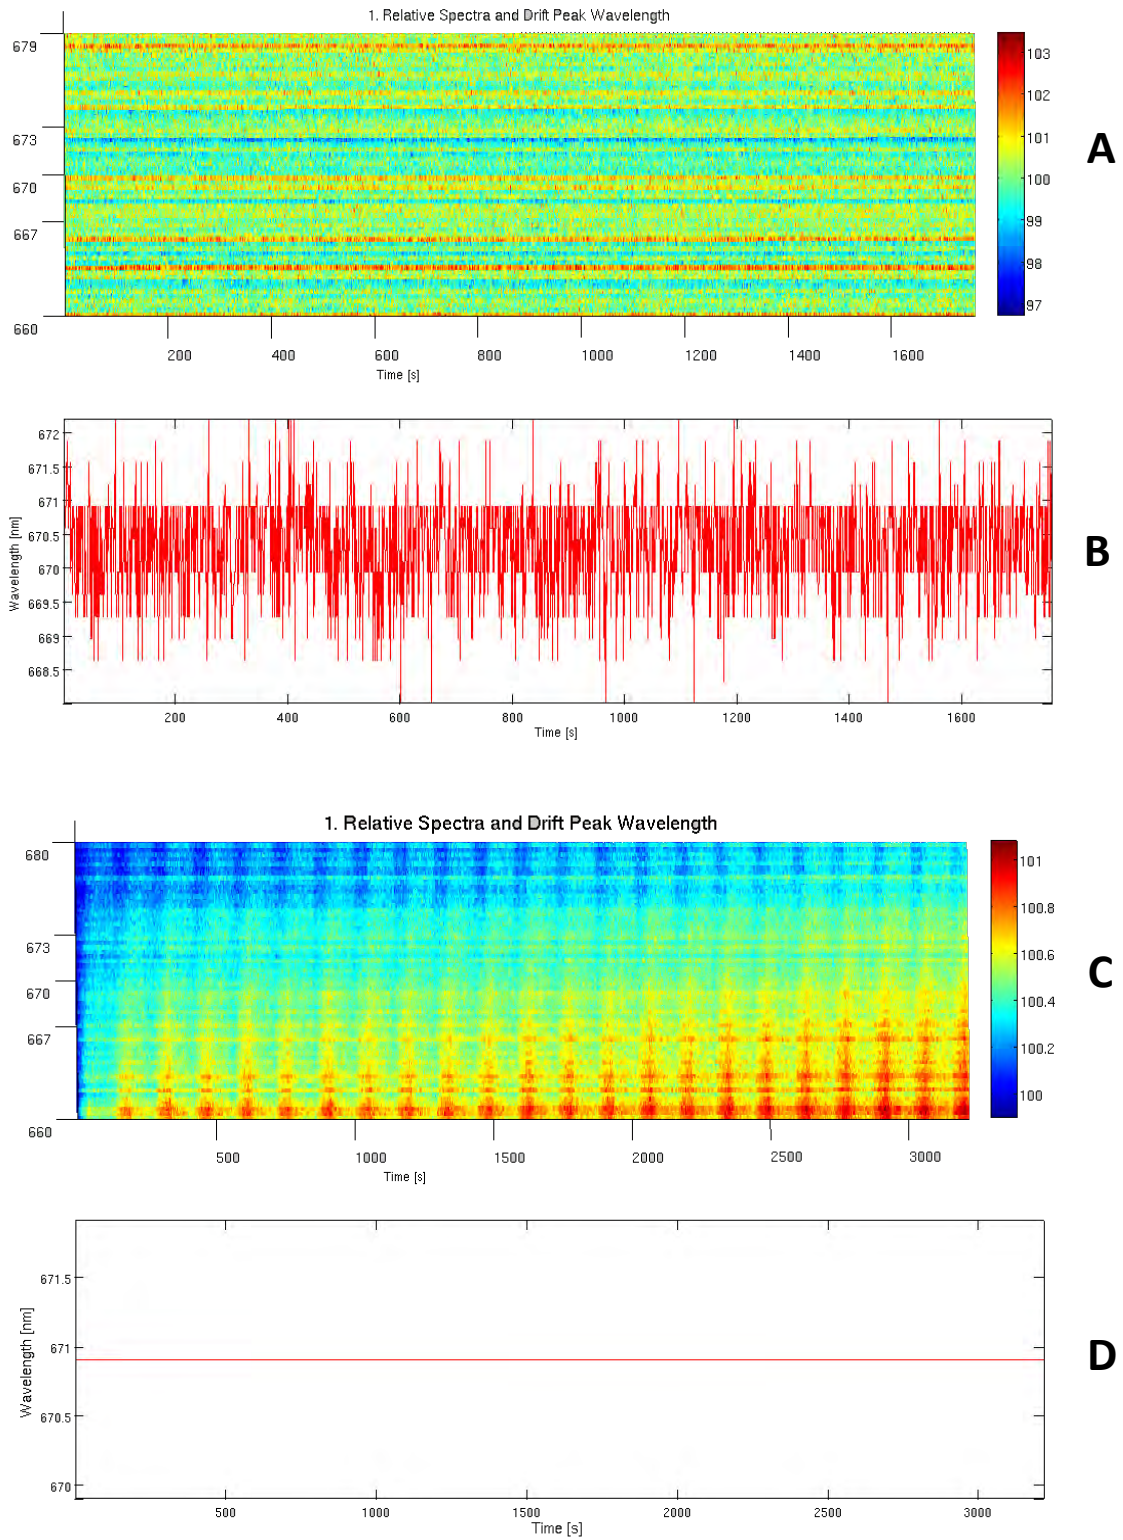 1. Relative Spectra and Drift Peak Wavelength
679
673
670
667
660
200 400 600 800 1000 1200 1400 1600
Time [s]
103
102
101
100
99
98
97
A
672
671.5
671
670.5
670
669.5
669
668.5
Wavelength [nm]
200 400 600 800 1000 1200 1400 1600
Time [s]
B
1. Relative Spectra and Drift Peak Wavelength
680
673
670
667
660
500 1000 1500 2000 2500 3000
Time [s]
101
100.8
100.6
100.4
100.2
100
C
671.5
671
670.5
670
Wavelength [nm]
500 1000 1500 2000 2500 3000
Time [s]
D